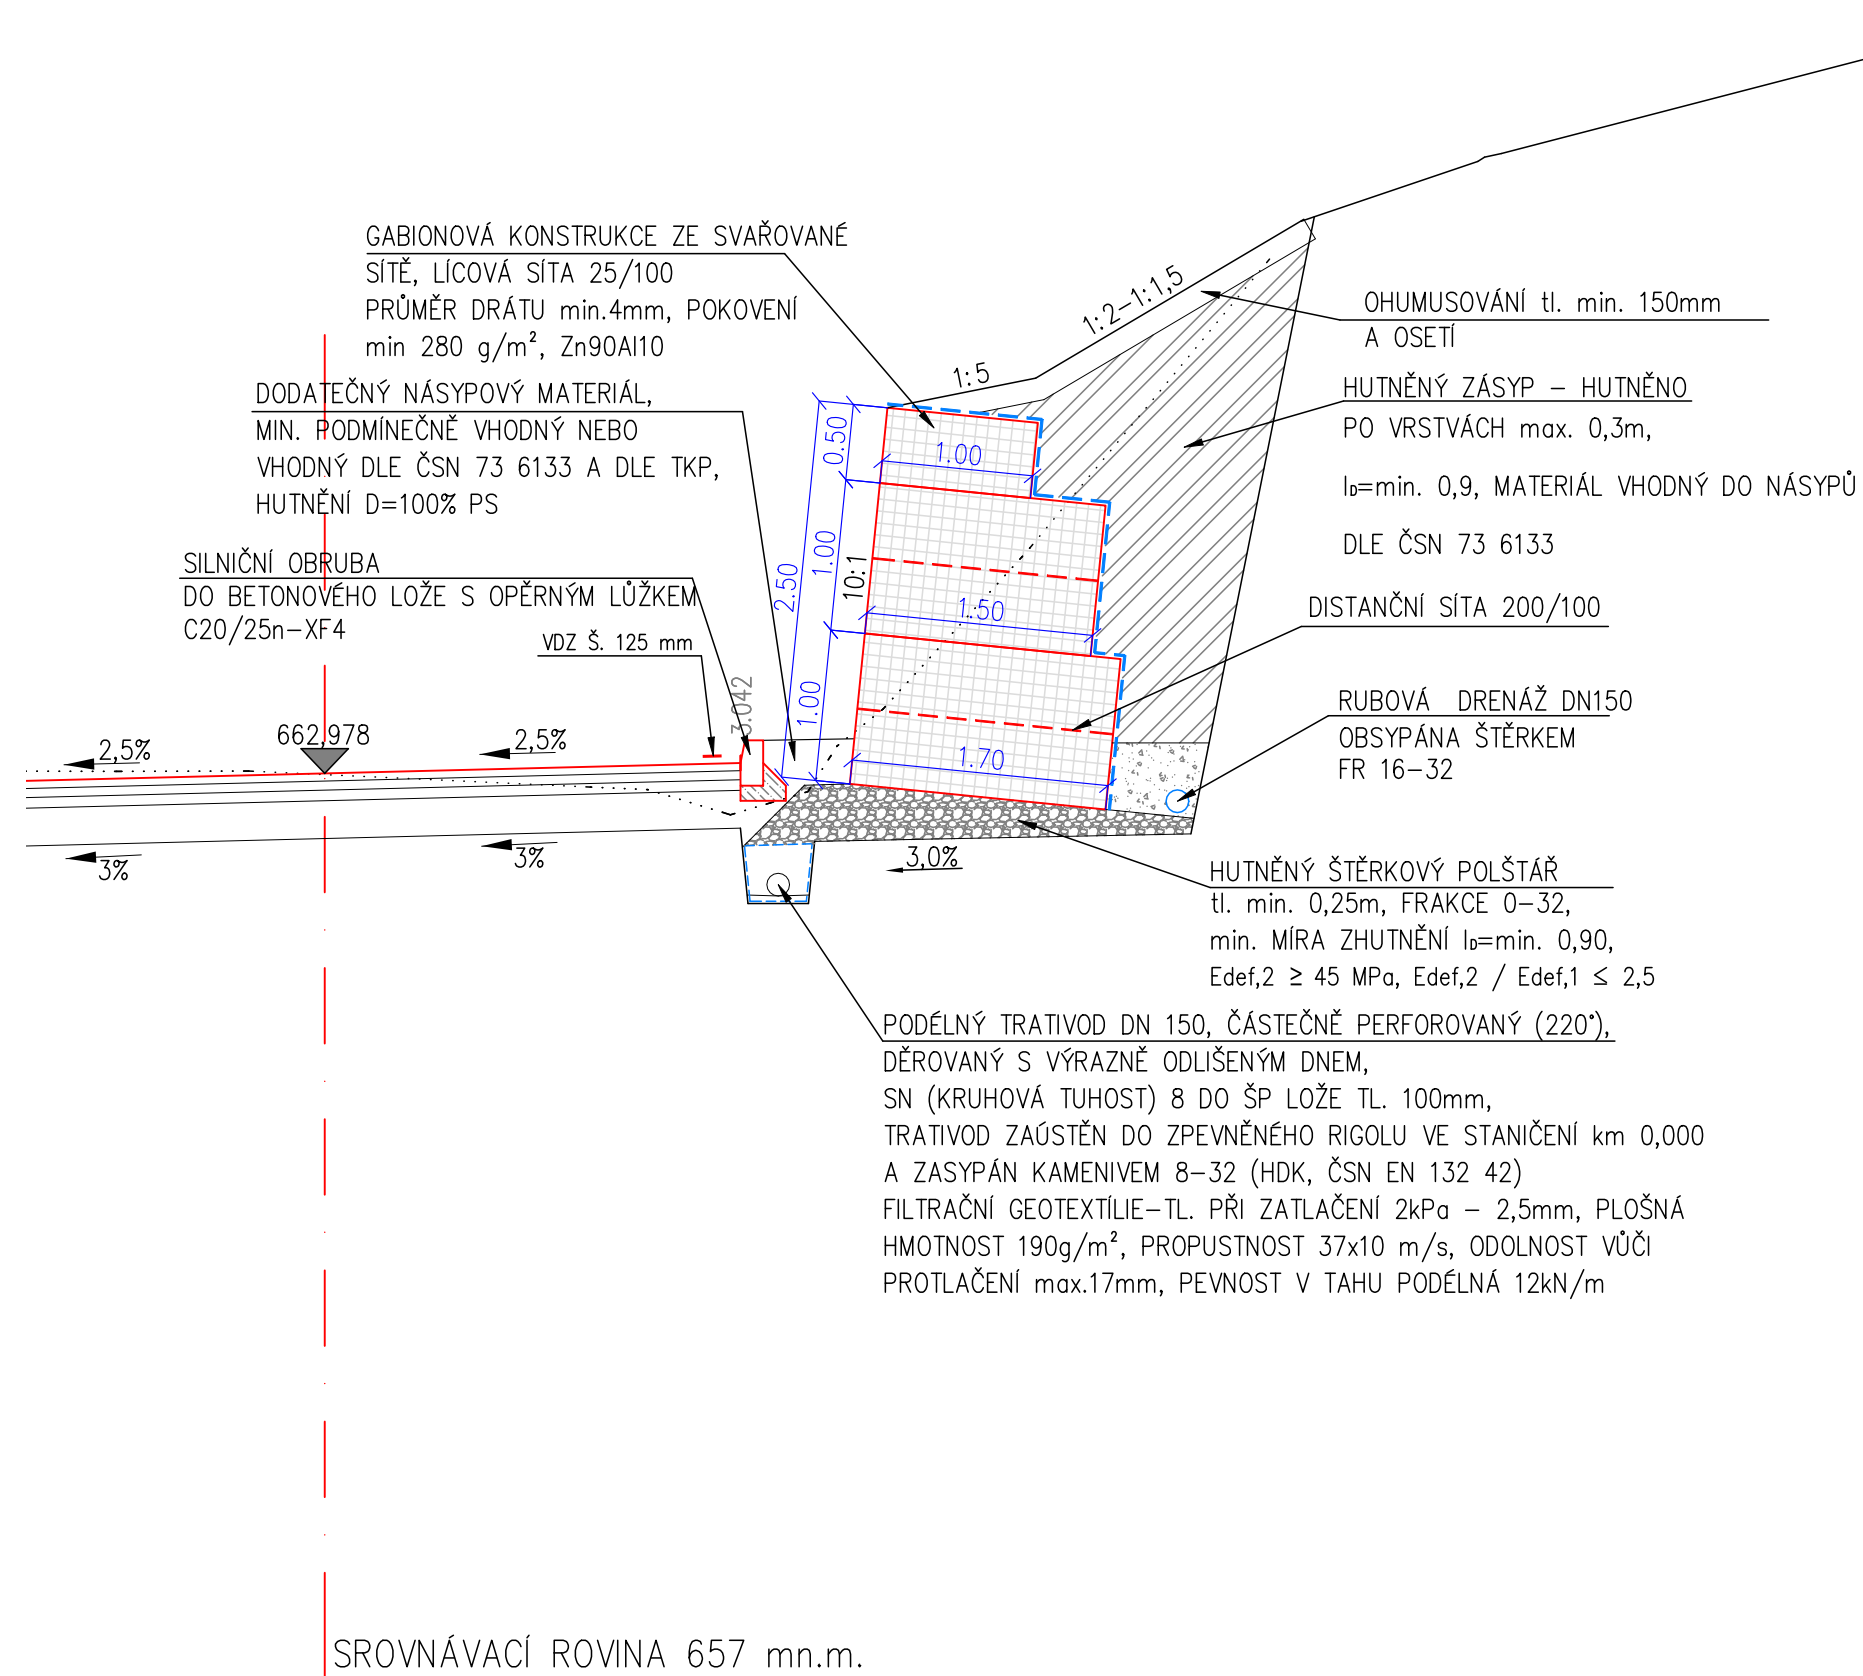 GABIONOVÁ KONSTRUKCE ZE SVAŘOVANÉ
SÍTĚ, LÍCOVÁ SÍTA 25/100
PRŮMĚR DRÁTU min.4mm, POKOVENÍ
min 280 g/m², Zn90Al10
DODATEČNÝ NÁSYPOVÝ MATERIÁL,
MIN. PODMÍNEČNĚ VHODNÝ NEBO
VHODNÝ DLE ČSN 73 6133 A DLE TKP,
HUTNĚNÍ D=100% PS
SILNIČNÍ OBRUBA
DO BETONOVÉHO LOŽE S OPĚRNÝM LŮŽKEM
C20/25n-XF4
VDZ Š. 125 mm
3.042
662,978
2,5%
2,5%
3%
3%
3,0%
1:5
1:2-1:1,5
0.50
1.00
1.00
2.50
10:1
1.00
1.50
1.70
OHUMUSOVÁNÍ tl. min. 150mm
A OSETÍ
HUTNĚNÝ ZÁSYP - HUTNĚNO
PO VRSTVÁCH max. 0,3m,
ID=min. 0,9, MATERIÁL VHODNÝ DO NÁSYPŮ
DLE ČSN 73 6133
DISTANČNÍ SÍTA 200/100
RUBOVÁ DRENÁŽ DN150
OBSYPÁNA ŠTĚRKEM
FR 16-32
HUTNĚNÝ ŠTĚRKOVÝ POLŠTÁŘ
tl. min. 0,25m, FRAKCE 0-32,
min. MÍRA ZHUTNĚNÍ ID=min. 0,90,
Edef,2 ≥ 45 MPa, Edef,2 / Edef,1 ≤ 2,5
PODÉLNÝ TRATIVOD DN 150, ČÁSTEČNĚ PERFOROVANÝ (220°),
DĚROVANÝ S VÝRAZNĚ ODLIŠENÝM DNEM,
SN (KRUHOVÁ TUHOST) 8 DO ŠP LOŽE TL. 100mm,
TRATIVOD ZAÚSTĚN DO ZPEVNĚNÉHO RIGOLU VE STANIČENÍ km 0,000
A ZASYPÁN KAMENIVEM 8-32 (HDK, ČSN EN 132 42)
FILTRAČNÍ GEOTEXTÍLIE-TL. PŘI ZATLAČENÍ 2kPa - 2,5mm, PLOŠNÁ
HMOTNOST 190g/m², PROPUSTNOST 37x10 m/s, ODOLNOST VŮČI
PROTLAČENÍ max.17mm, PEVNOST V TAHU PODÉLNÁ 12kN/m
SROVNÁVACÍ ROVINA 657 mn.m.